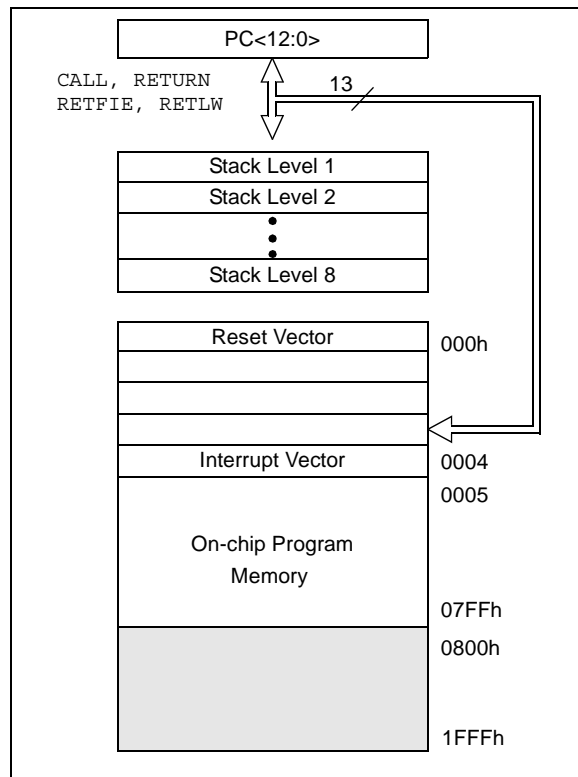 PC<12:0>
CALL, RETURN
RETFIE, RETLW
13
Stack Level 1
Stack Level 2
Stack Level 8
Reset Vector
000h
Interrupt Vector
0004
0005
On-chip Program
Memory
07FFh
0800h
1FFFh